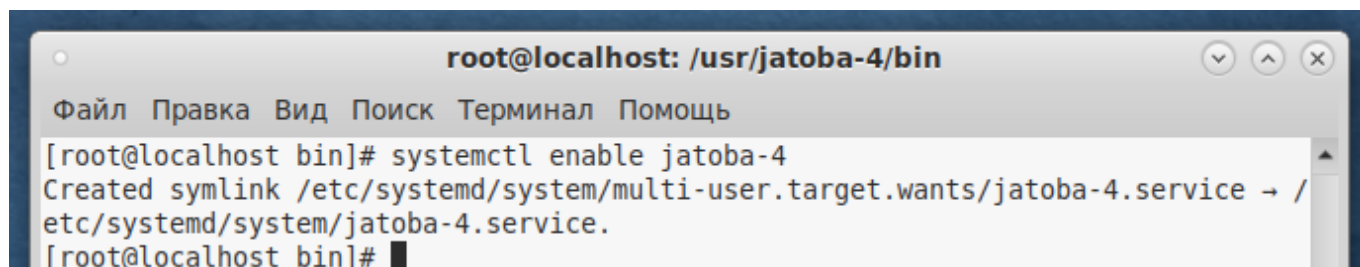 root@localhost: /usr/jatoba-4/bin
Файл Правка Вид Поиск Терминал Помощь
[root@localhost bin]# systemctl enable jatoba-4
Created symlink /etc/systemd/system/multi-user.target.wants/jatoba-4.service → /
etc/systemd/system/jatoba-4.service.
[root@localhost bin]#